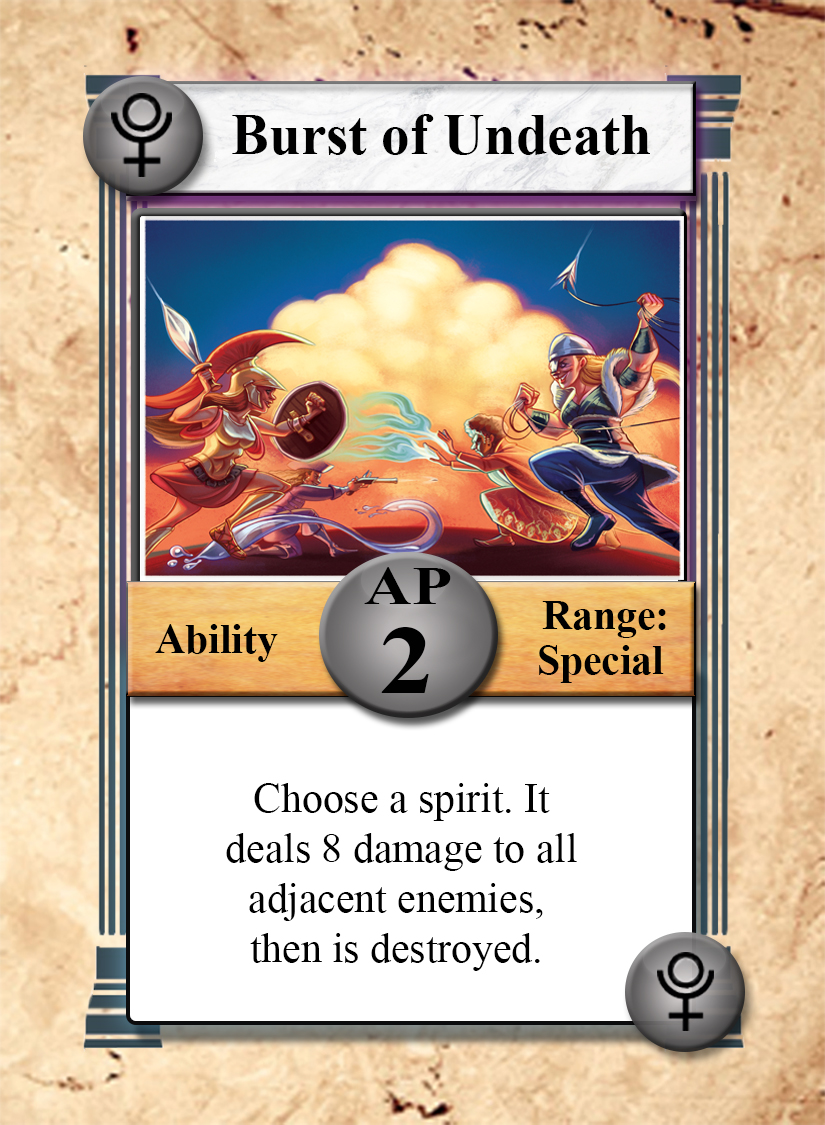 Burst of Undeath
Ability
AP
2
Range:
Special
Choose a spirit. It
deals 8 damage to all
adjacent enemies,
then is destroyed.